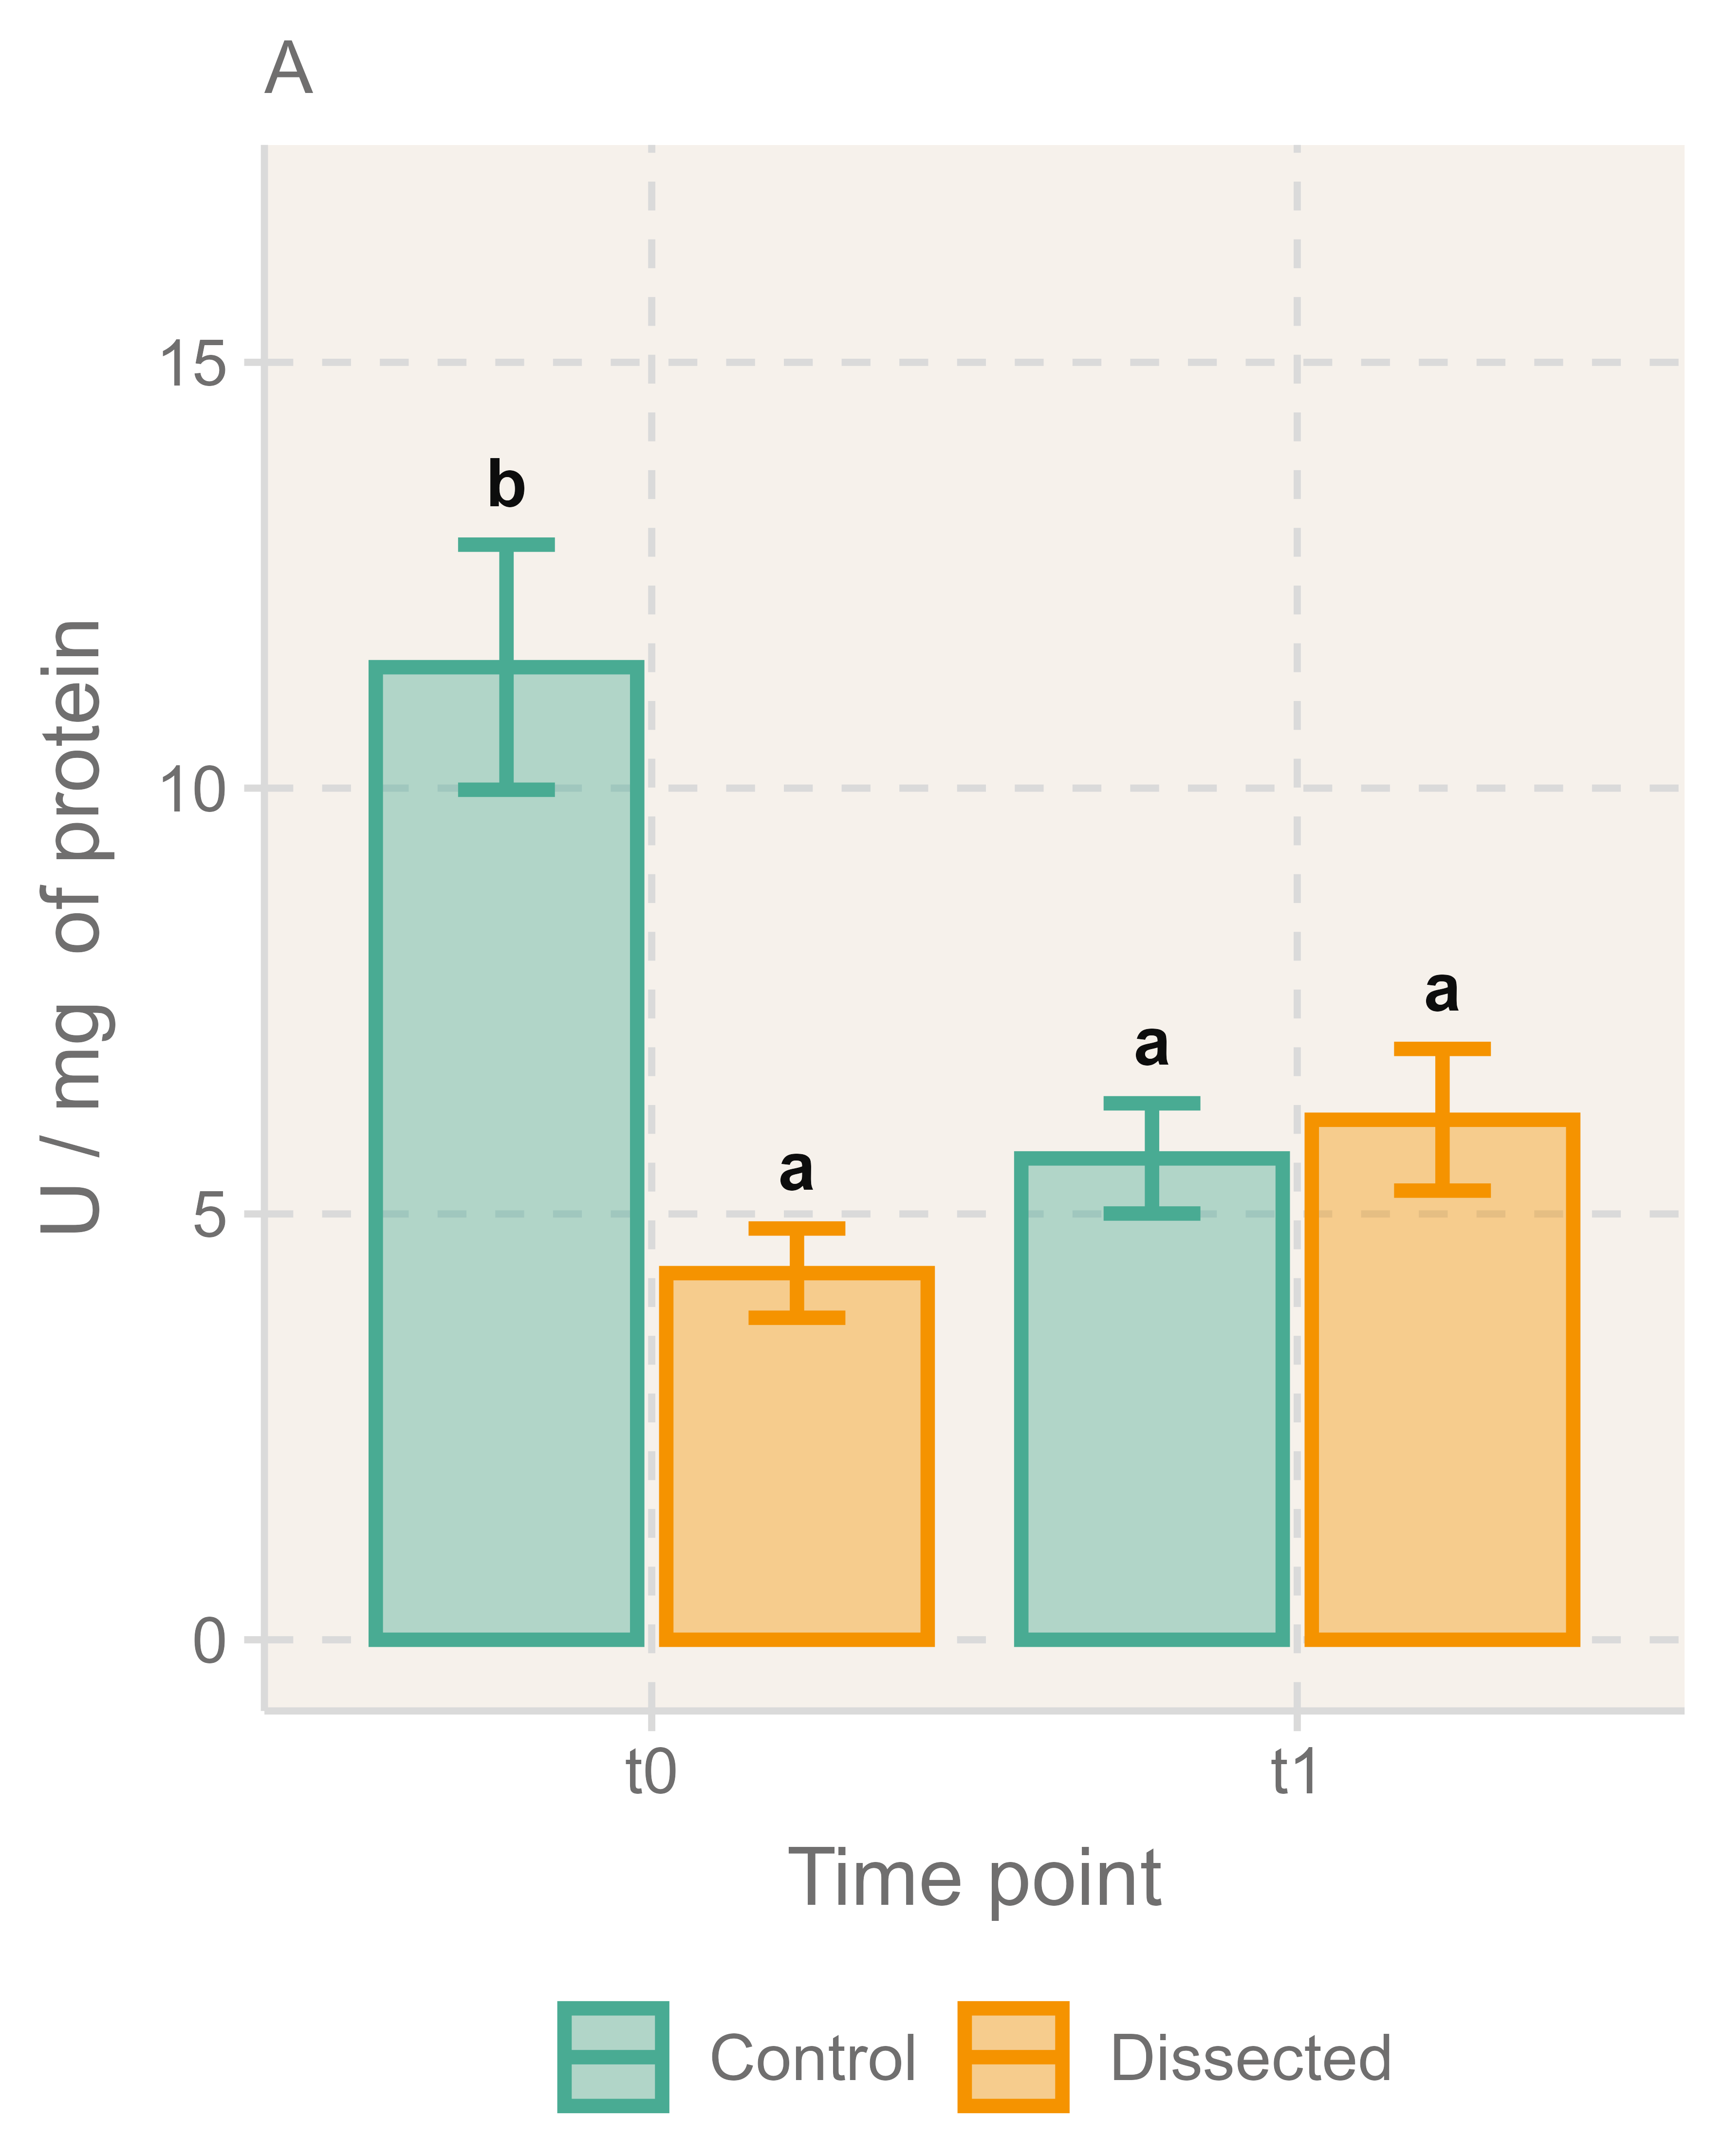 A
U / mg of protein
15
10
5
0
b
a
a
a
t0
t1
Time point
Control
Dissected